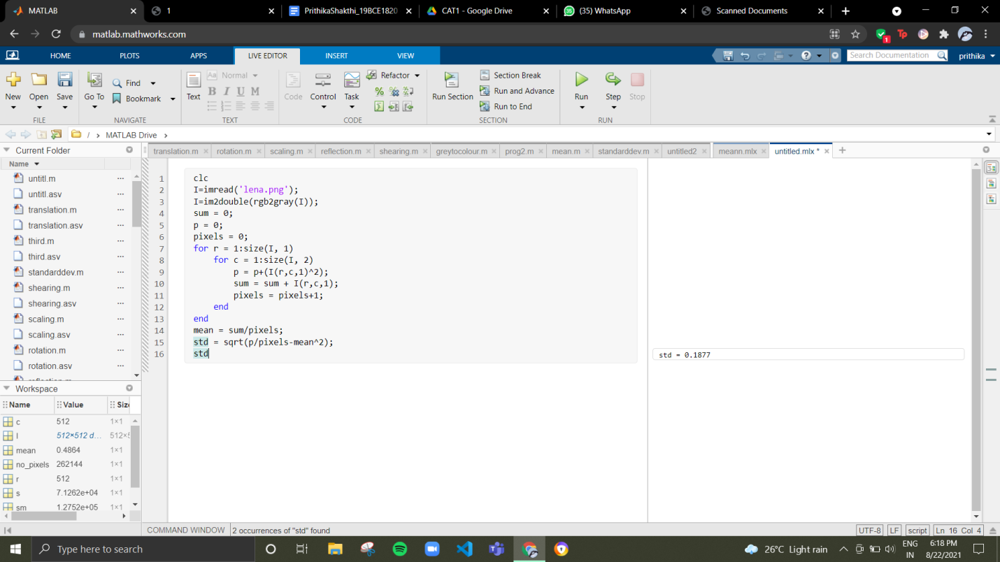 MATLAB
1
PrithikaShakthi_19BCE1820
CAT1 - Google Drive
(35) WhatsApp
Scanned Documents
matlab.mathworks.com
1
Tp
HOME PLOTS APPS LIVE EDITOR INSERT VIEW
Search Documentation
prithika
New Open Save
FILE
Go To Find Bookmark
NAVIGATE
Text Aa Normal
B I U M
TEXT
Code Control Task Refactor
CODE
Run Section
Section Break
Run and Advance
Run to End
SECTION
Run Step Stop
RUN
/ › MATLAB Drive ›
Current Folder
Name
untitl.m
untitl.asv
translation.m
translation.asv
third.m
third.asv
standarddev.m
shearing.m
shearing.asv
scaling.m
scaling.asv
rotation.m
rotation.asv
Workspace
Name Value Size
c 512 1×1
I 512×512 d... 512×5
mean 0.4864 1×1
no_pixels 262144 1×1
r 512 1×1
s 7.1262e+04 1×1
sm 1.2752e+05 1×1
translation.m rotation.m scaling.m reflection.m shearing.m greytocolour.m prog2.m mean.m standarddev.m untitled2 meann.mlx untitled.mlx *
1 clc
2 I=imread('lena.png');
3 I=im2double(rgb2gray(I));
4 sum = 0;
5 p = 0;
6 pixels = 0;
7 for r = 1:size(I, 1)
8 for c = 1:size(I, 2)
9 p = p+(I(r,c,1)^2);
10 sum = sum + I(r,c,1);
11 pixels = pixels+1;
12 end
13 end
14 mean = sum/pixels;
15 std = sqrt(p/pixels-mean^2);
16 std
std = 0.1877
COMMAND WINDOW 2 occurrences of "std" found
UTF-8 LF script Ln 16 Col 4
Type here to search
26°C Light rain
ENG
IN
6:18 PM
8/22/2021